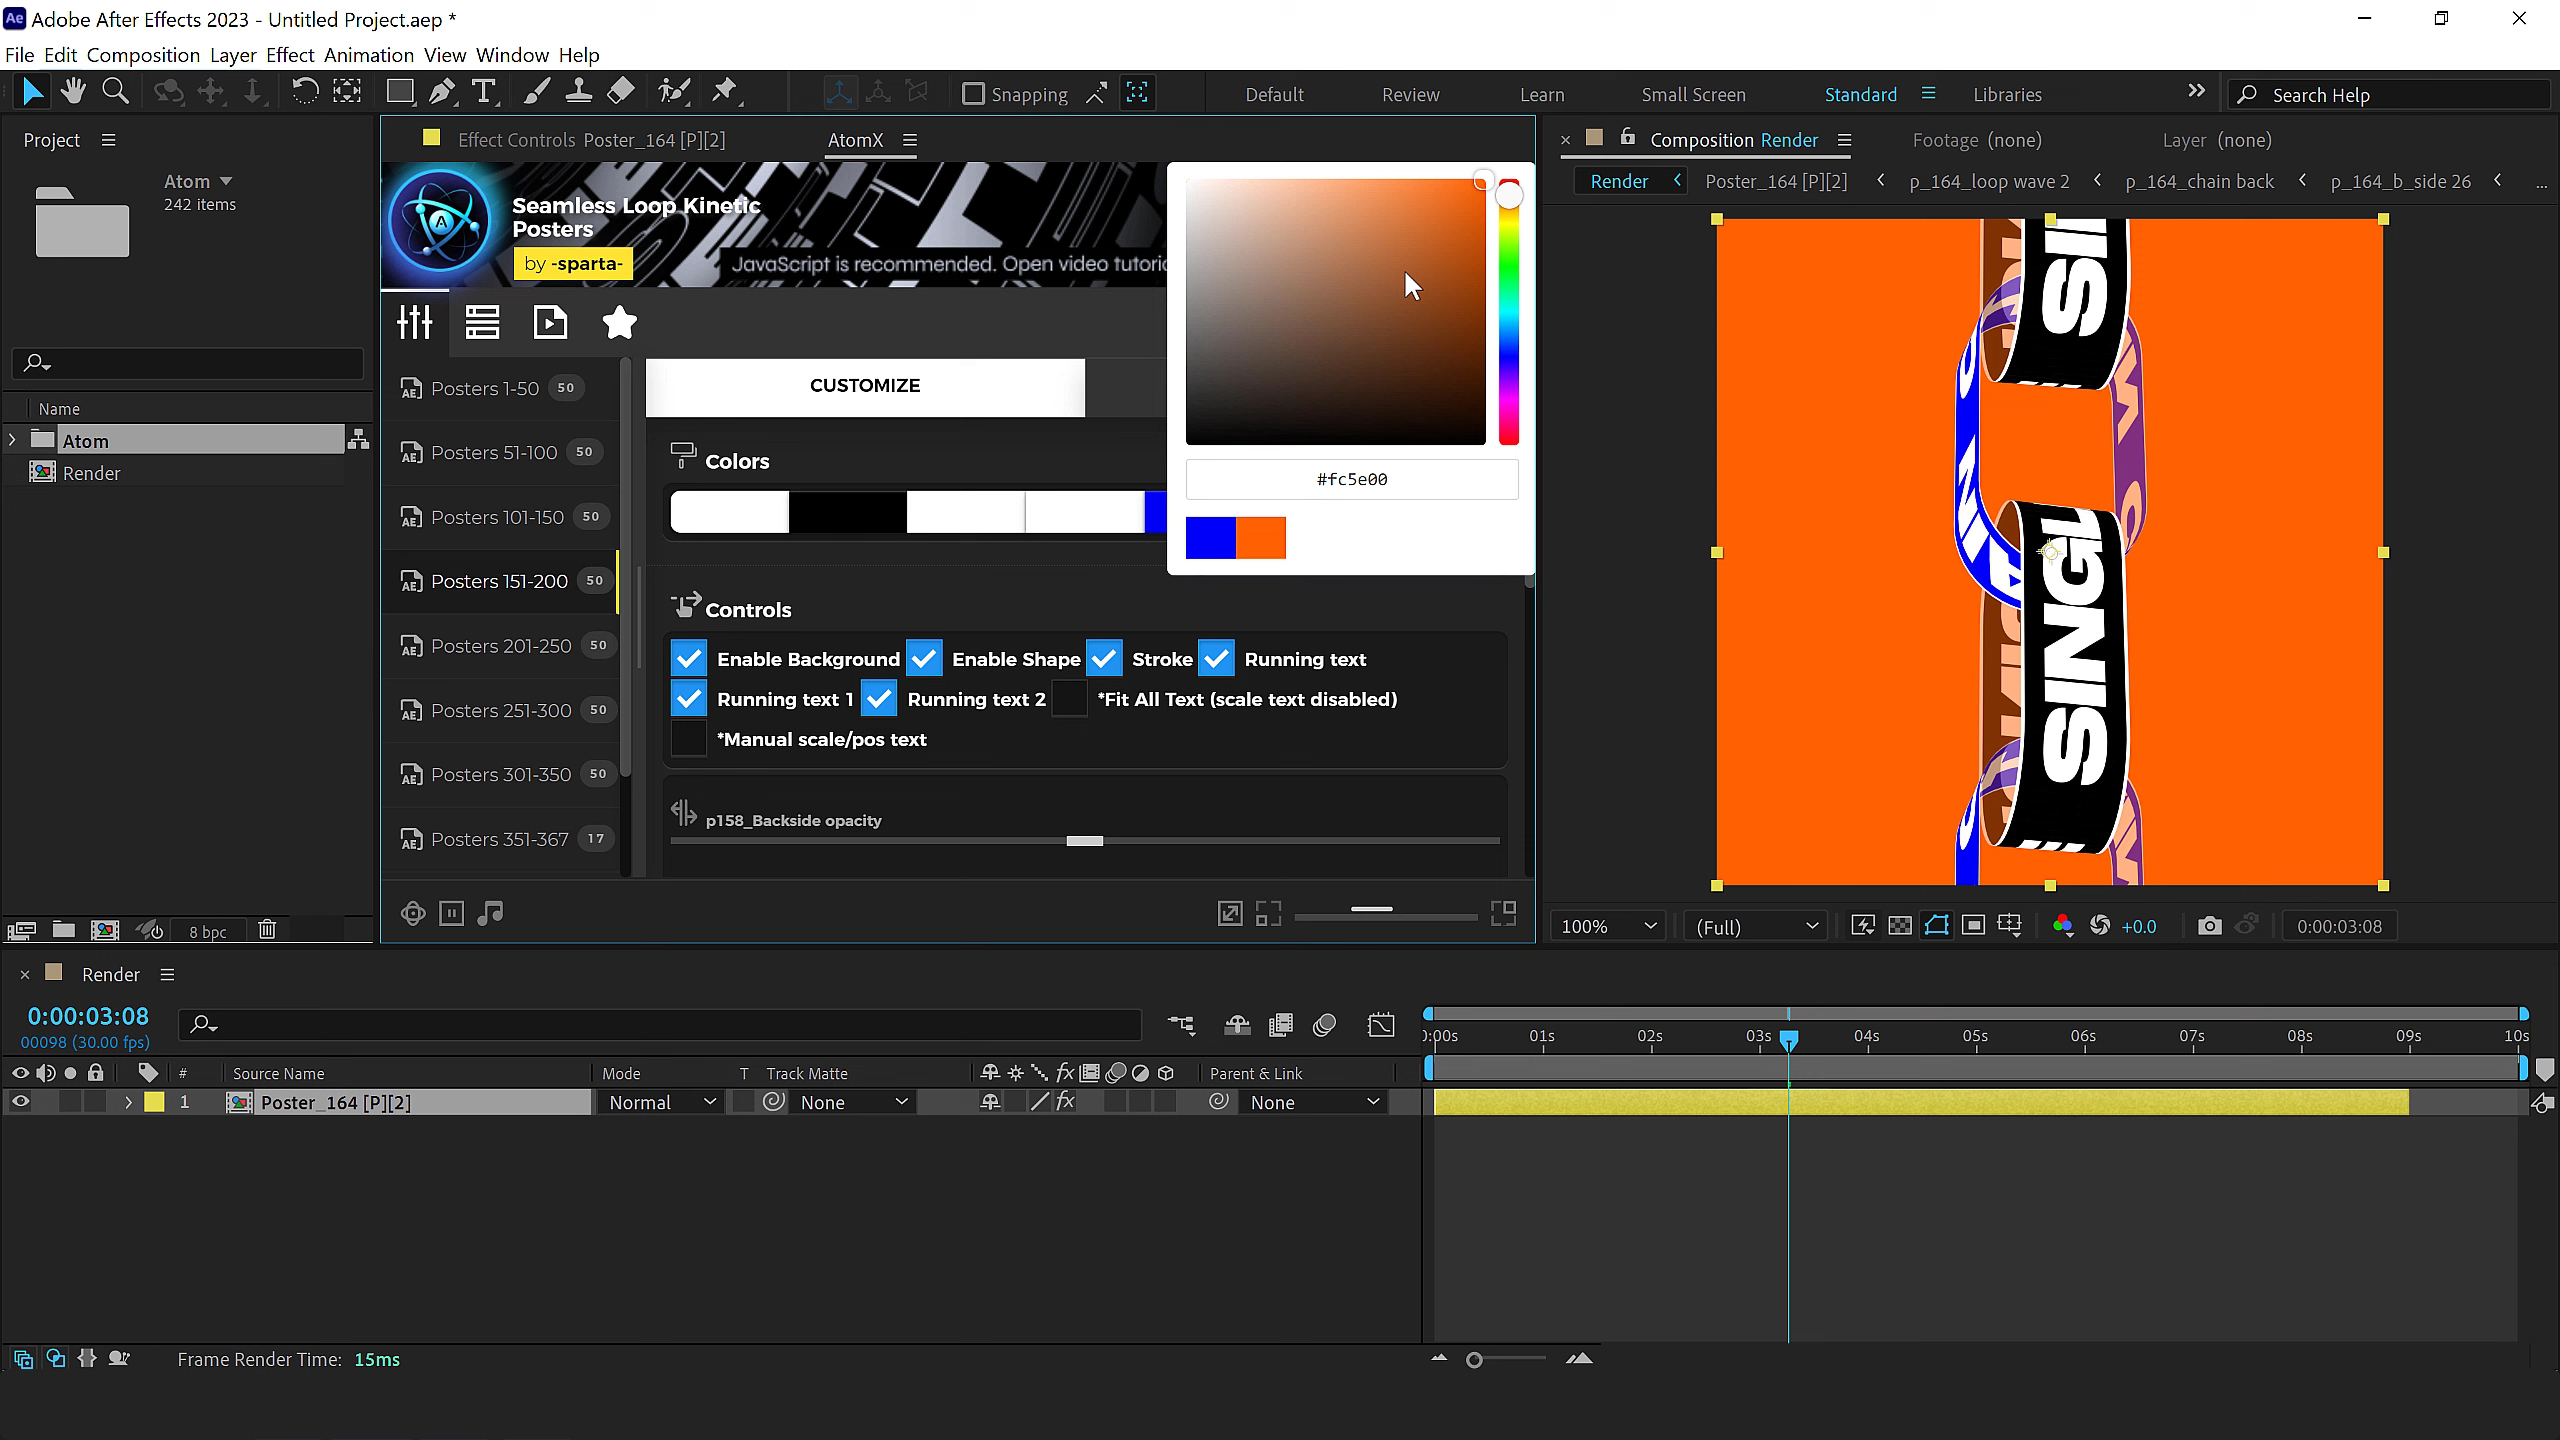 Ae Adobe After Effects 2023 - Untitled Project.aep *
File Edit Composition Layer Effect Animation View Window Help
Snapping
Default Review Learn Small Screen Standard Libraries
Search Help
Project
Atom
242 items
Name
Atom
Render
8 bpc
Effect Controls Poster_164 [P][2]
AtomX
Seamless Loop Kinetic
Posters
by -sparta-
JavaScript is recommended. Open video
Posters 1-50 50
Posters 51-100 50
Posters 101-150 50
Posters 151-200 50
Posters 201-250 50
Posters 251-300 50
Posters 301-350 50
Posters 351-367 17
CUSTOMIZE
Colors
#fc5e00
Controls
Enable Background Enable Shape Stroke Running text
Running text 1 Running text 2 *Fit All Text (scale text disabled)
*Manual scale/pos text
p158_Backside opacity
Composition Render
Footage (none)
Layer (none)
Render Poster_164 [P][2] p_164_loop wave 2 p_164_chain back p_164_b_side 26 ...
SI
SINGL
100% (Full) +0.0 0:00:03:08
Render
0:00:03:08
00098 (30.00 fps)
:00s 01s 02s 03s 04s 05s 06s 07s 08s 09s 10s
# Source Name Mode T Track Matte fx Parent & Link
1 Poster_164 [P][2] Normal None fx None
Frame Render Time: 15ms